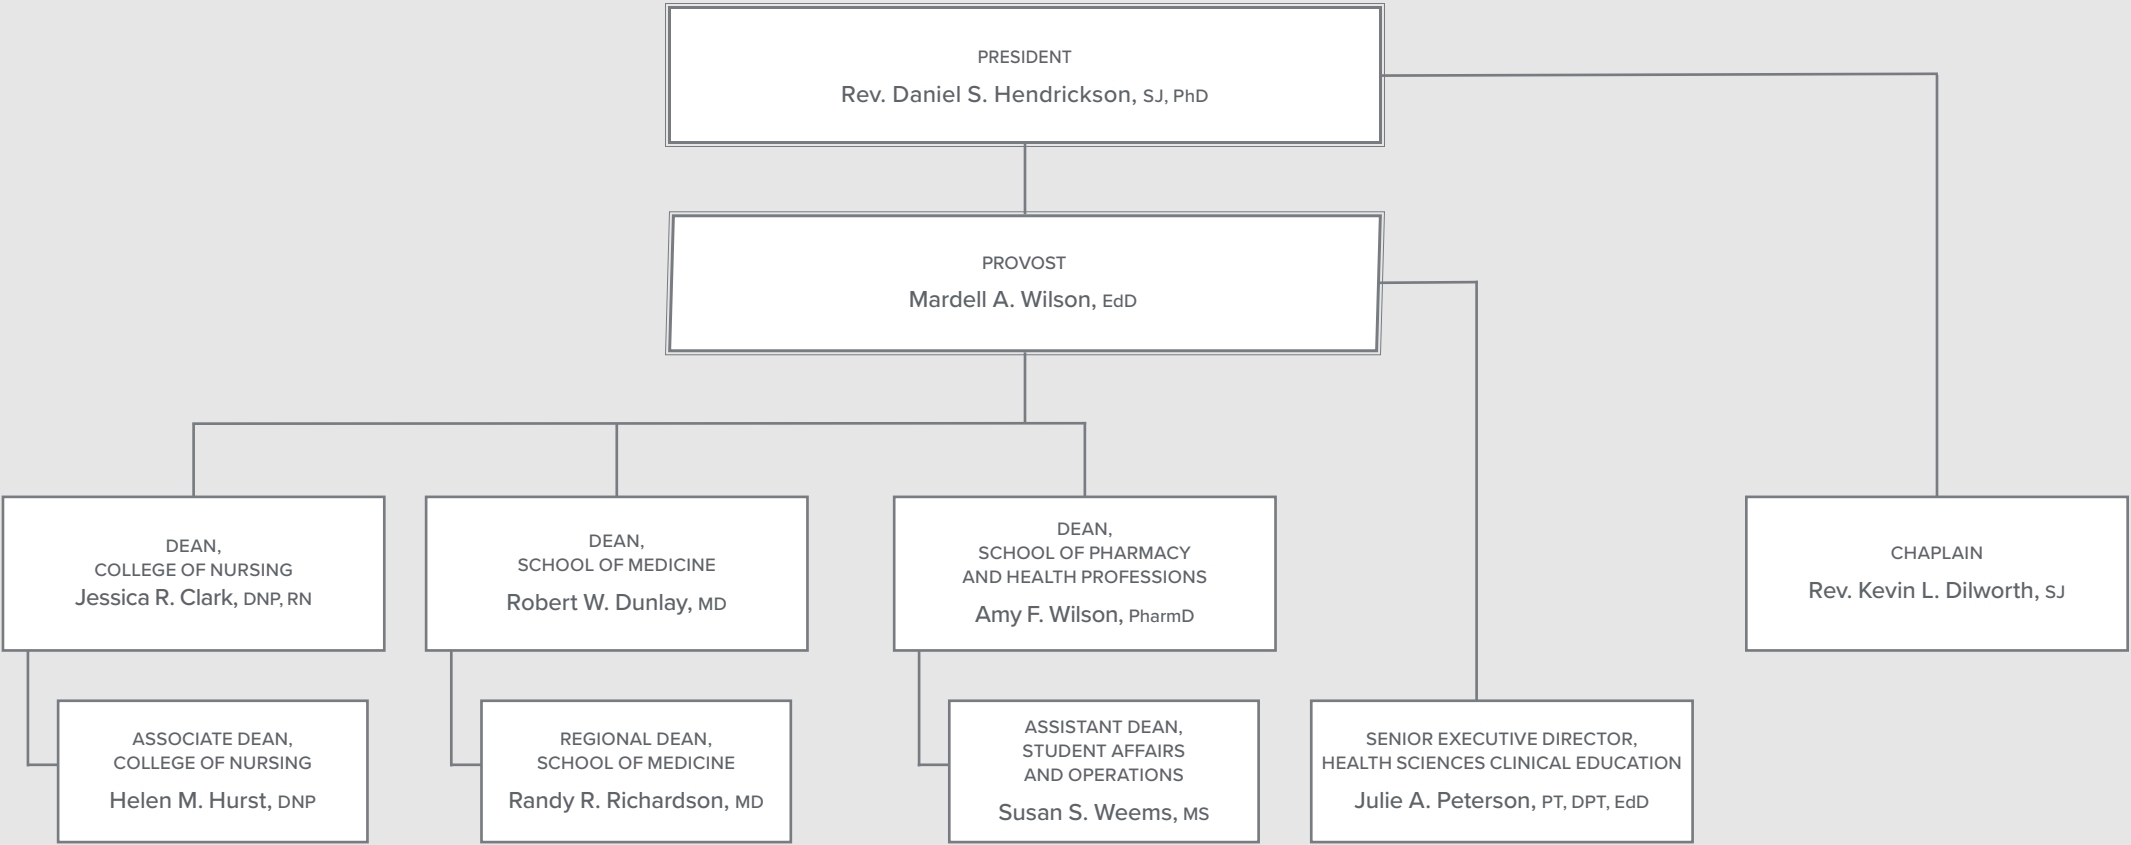 PRESIDENT
Rev. Daniel S. Hendrickson, SJ, PhD
PROVOST
Mardell A. Wilson, EdD
DEAN,
COLLEGE OF NURSING
Jessica R. Clark, DNP, RN
DEAN,
SCHOOL OF MEDICINE
Robert W. Dunlay, MD
DEAN,
SCHOOL OF PHARMACY
AND HEALTH PROFESSIONS
Amy F. Wilson, PharmD
CHAPLAIN
Rev. Kevin L. Dilworth, SJ
ASSOCIATE DEAN,
COLLEGE OF NURSING
Helen M. Hurst, DNP
REGIONAL DEAN,
SCHOOL OF MEDICINE
Randy R. Richardson, MD
ASSISTANT DEAN,
STUDENT AFFAIRS
AND OPERATIONS
Susan S. Weems, MS
SENIOR EXECUTIVE DIRECTOR,
HEALTH SCIENCES CLINICAL EDUCATION
Julie A. Peterson, PT, DPT, EdD